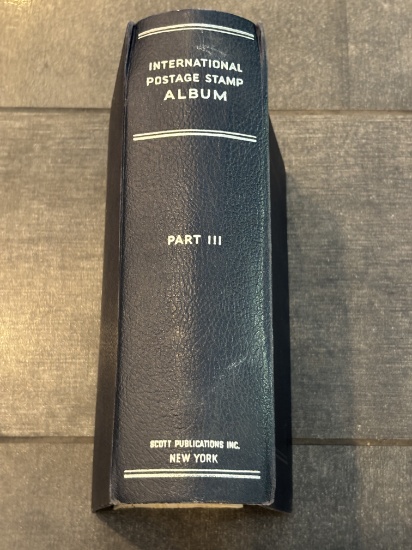 INTERNATIONAL
POSTAGE STAMP
ALBUM
PART III
SCOTT PUBLICATIONS INC.
NEW YORK